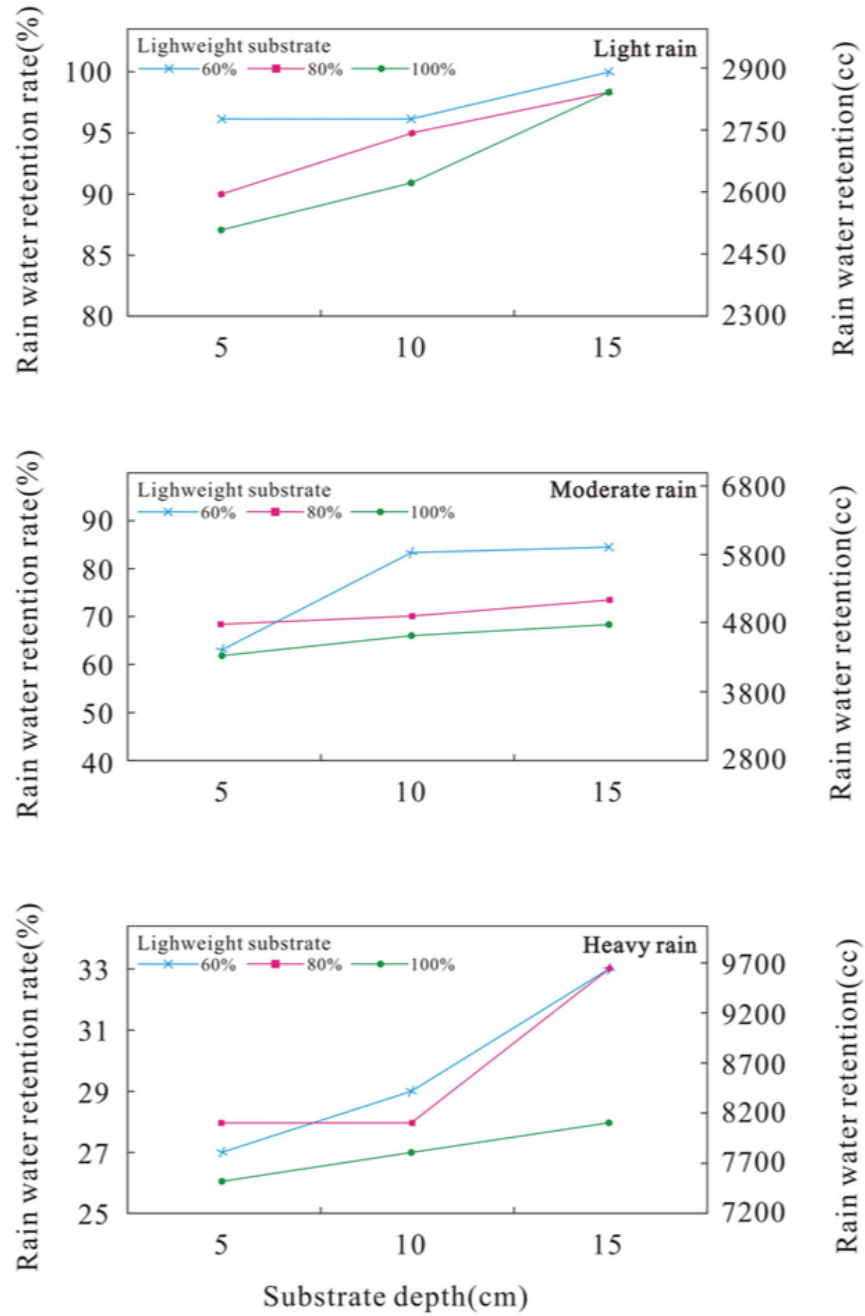 Rain water retention rate(%)
Rain water retention(cc)
Lighweight substrate
Light rain
60% 80% 100%
100
95
90
85
80
2900
2750
2600
2450
2300
5 10 15
Rain water retention rate(%)
Rain water retention(cc)
Lighweight substrate
Moderate rain
60% 80% 100%
90
80
70
60
50
40
6800
5800
4800
3800
2800
5 10 15
Rain water retention rate(%)
Rain water retention(cc)
Lighweight substrate
Heavy rain
60% 80% 100%
33
31
29
27
25
9700
9200
8700
8200
7700
7200
5 10 15
Substrate depth(cm)